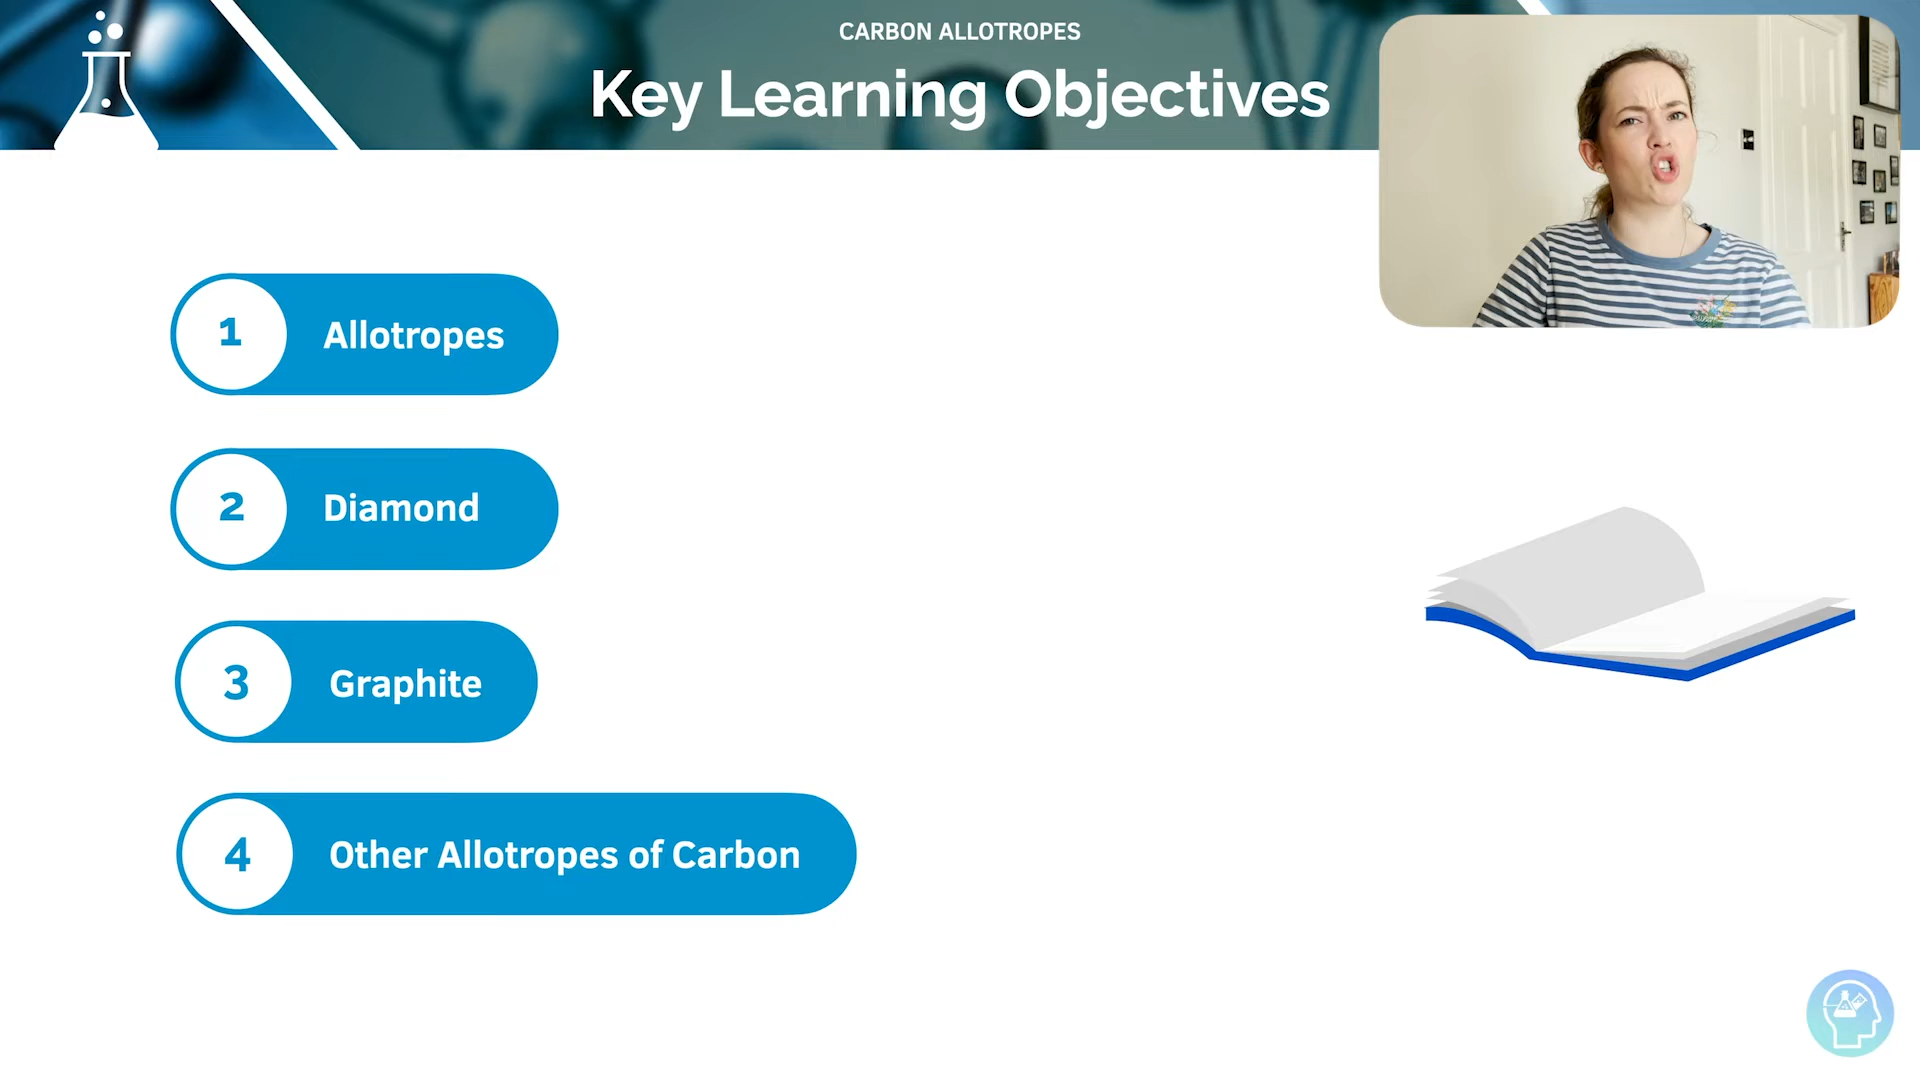 CARBON ALLOTROPES
Key Learning Objectives
1 Allotropes
2 Diamond
3 Graphite
4 Other Allotropes of Carbon